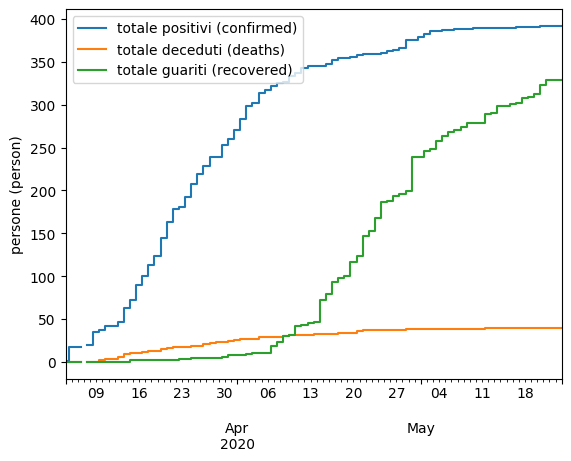 totale positivi (confirmed)
totale deceduti (deaths)
totale guariti (recovered)
persone (person)
400
350
300
250
200
150
100
50
0
09 16 23 30 06 13 20 27 04 11 18
Apr May
2020